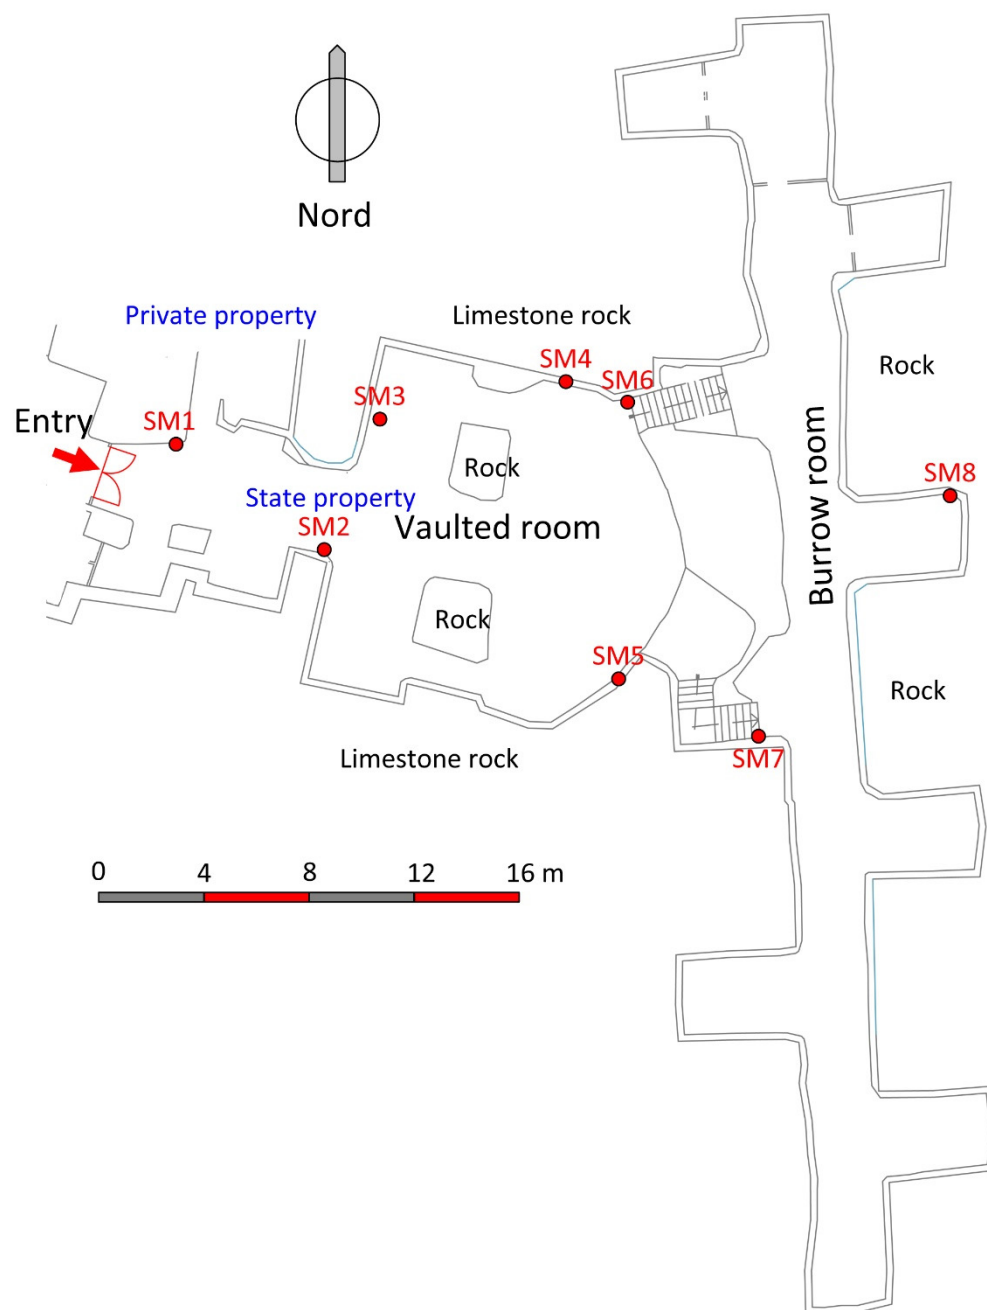 Nord
Private property
Limestone rock
SM4
Rock
SM3
SM6
Entry
SM1
Rock
SM8
State property
SM2
Vaulted room
Burrow room
Rock
SM5
Rock
Limestone rock
SM7
0 4 8 12 16 m